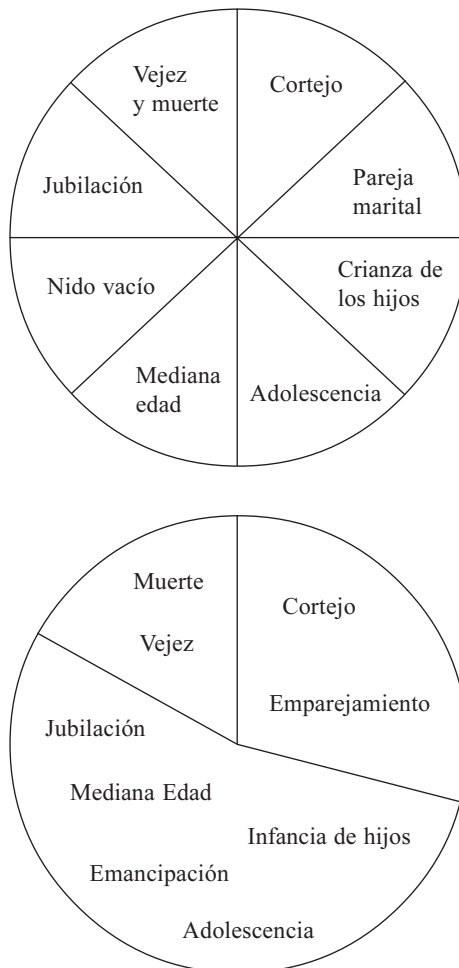 Vejez
y muerte
Cortejo
Jubilación
Pareja
marital
Nido vacío
Crianza de
los hijos
Mediana
edad
Adolescencia
Muerte
Cortejo
Vejez
Emparejamiento
Jubilación
Mediana Edad
Infancia de hijos
Emancipación
Adolescencia